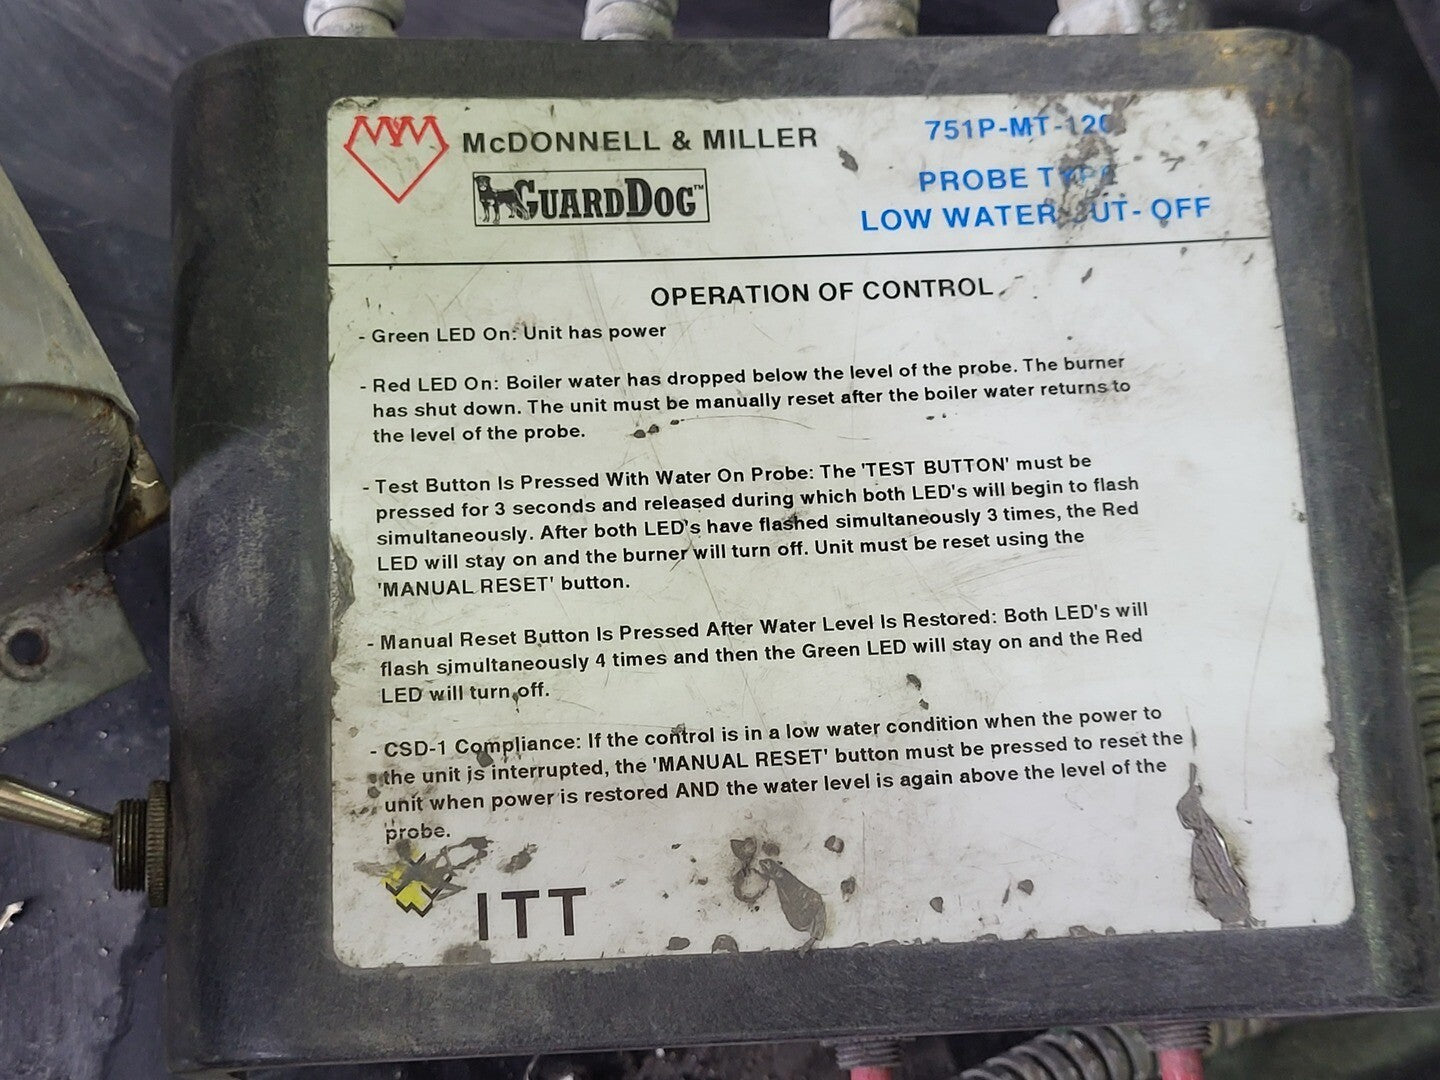 McDONNELL & MILLER
GUARDDOG™
751P-MT-120
PROBE TYPE
LOW WATER CUT-OFF
OPERATION OF CONTROL
- Green LED On: Unit has power
- Red LED On: Boiler water has dropped below the level of the probe. The burner
has shut down. The unit must be manually reset after the boiler water returns to
the level of the probe.
- Test Button Is Pressed With Water On Probe: The 'TEST BUTTON' must be
pressed for 3 seconds and released during which both LED's will begin to flash
simultaneously. After both LED's have flashed simultaneously 3 times, the Red
LED will stay on and the burner will turn off. Unit must be reset using the
'MANUAL RESET' button.
- Manual Reset Button Is Pressed After Water Level Is Restored: Both LED's will
flash simultaneously 4 times and then the Green LED will stay on and the Red
LED will turn off.
- CSD-1 Compliance: If the control is in a low water condition when the power to
the unit is interrupted, the 'MANUAL RESET' button must be pressed to reset the
unit when power is restored AND the water level is again above the level of the
probe.
ITT